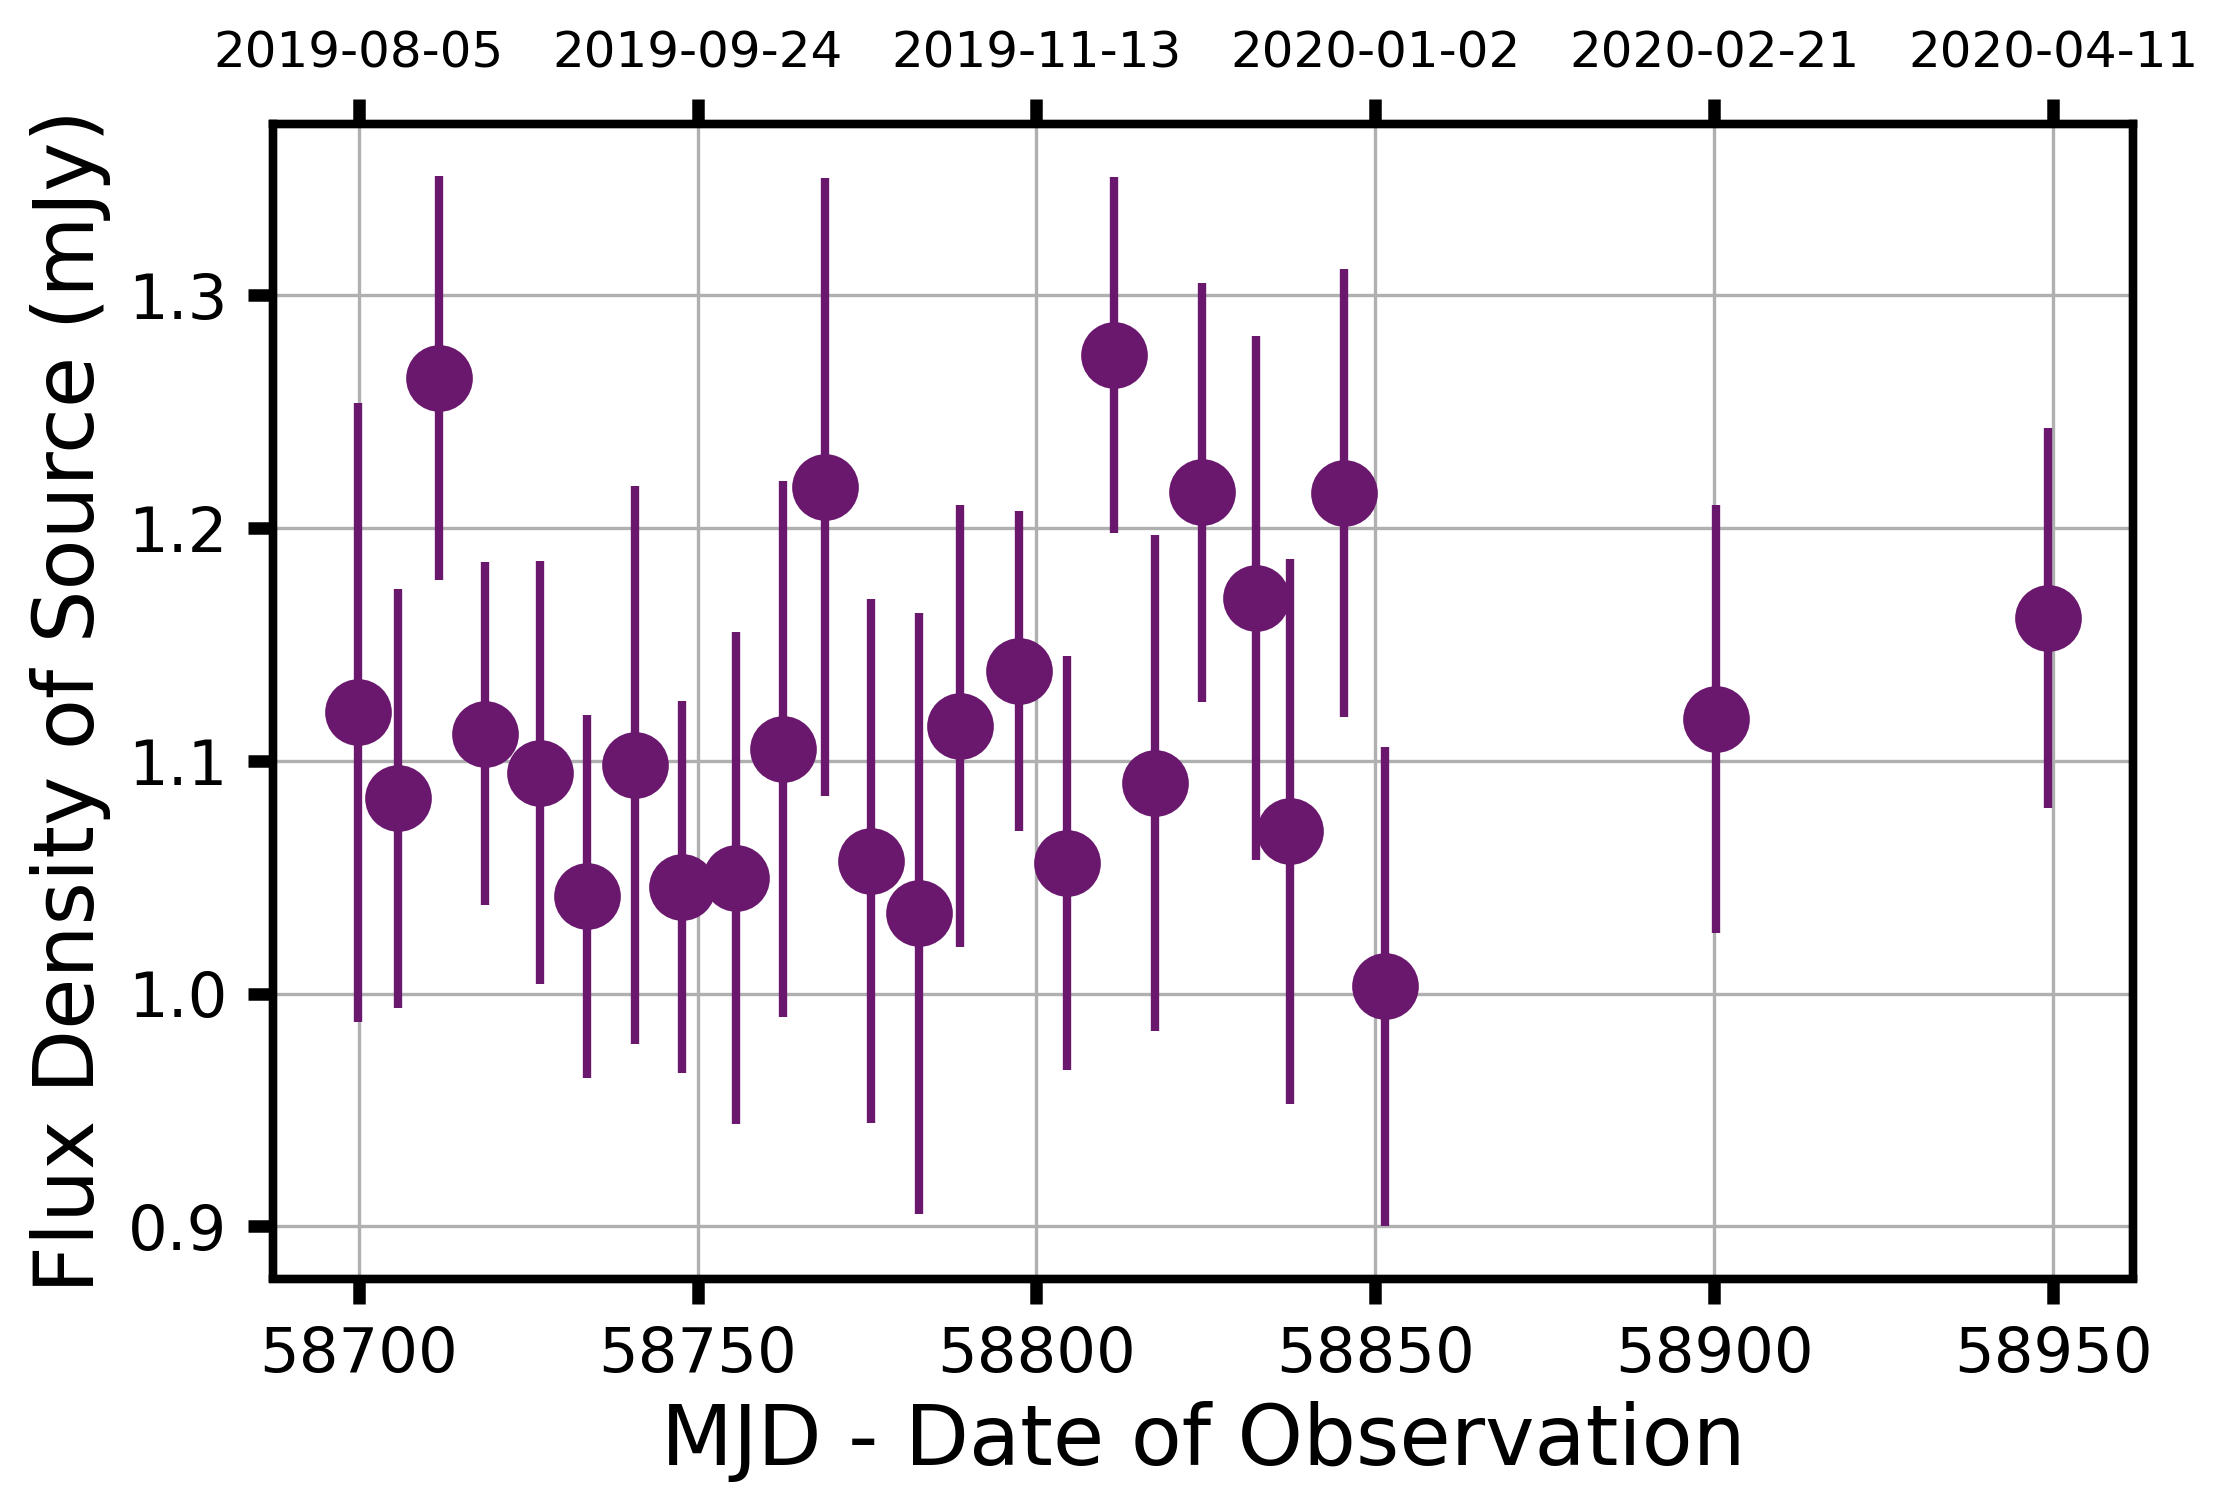 2019-08-05 2019-09-24 2019-11-13 2020-01-02 2020-02-21 2020-04-11
Flux Density of Source (mJy)
1.3
1.2
1.1
1.0
0.9
58700 58750 58800 58850 58900 58950
MJD - Date of Observation